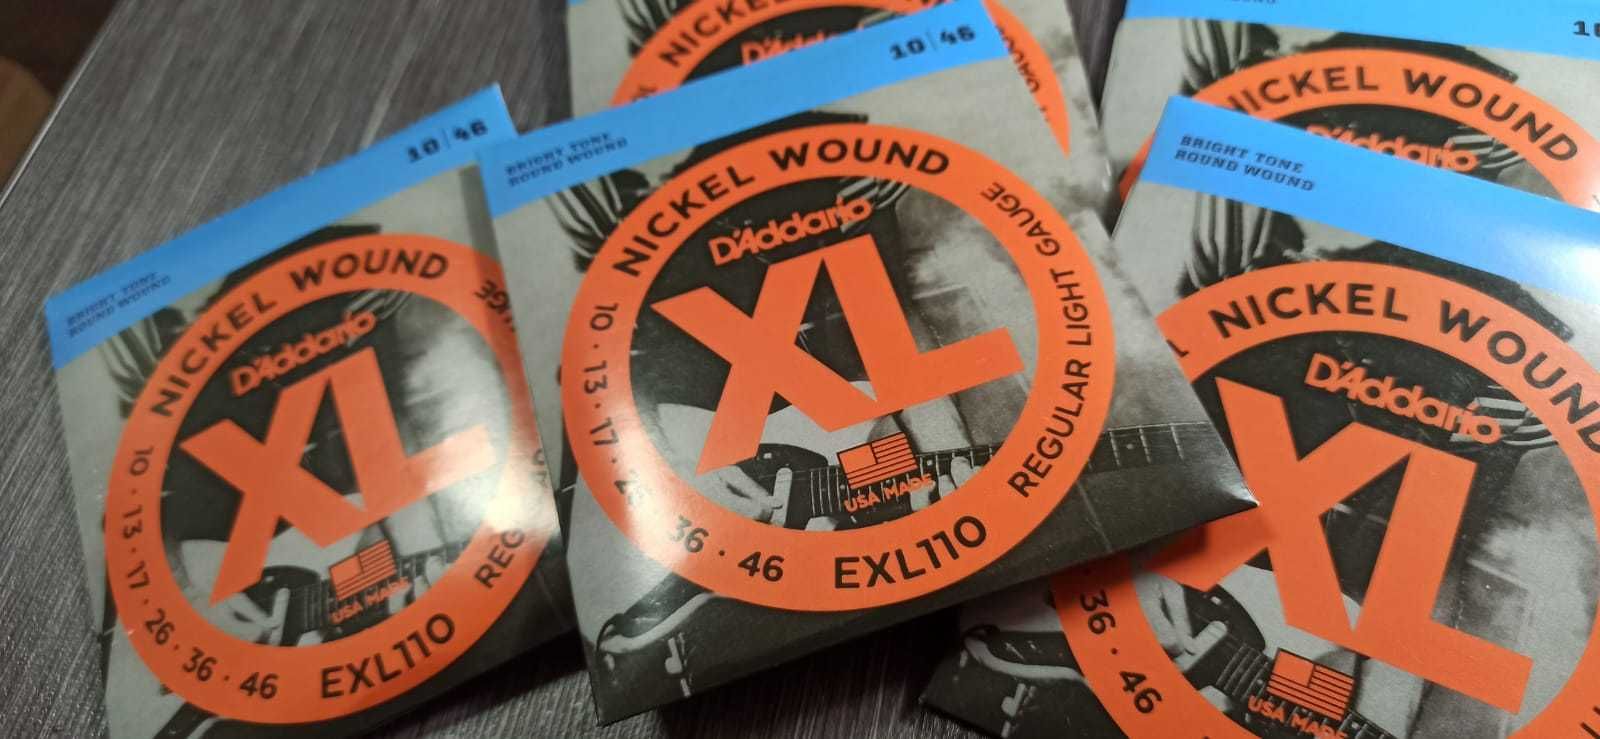 10|46
BRIGHT TONE
ROUND WOUND
NICKEL WOUND
D'Addario
XL
USA MADE
10 · 13 · 17 · 26 · 36 · 46
EXL110
REG
10|46
BRIGHT TONE
ROUND WOUND
NICKEL WOUND
D'Addario
XL
USA MADE
10 · 13 · 17 · 26 36 · 46
EXL110
REGULAR LIGHT GAUGE
NICKEL
D'Addario
10
NICKEL WOUND
D'Addario
BRIGHT TONE
ROUND WOUND
NICKEL WOUND
D'Addario
XL
USA MADE
36 · 46